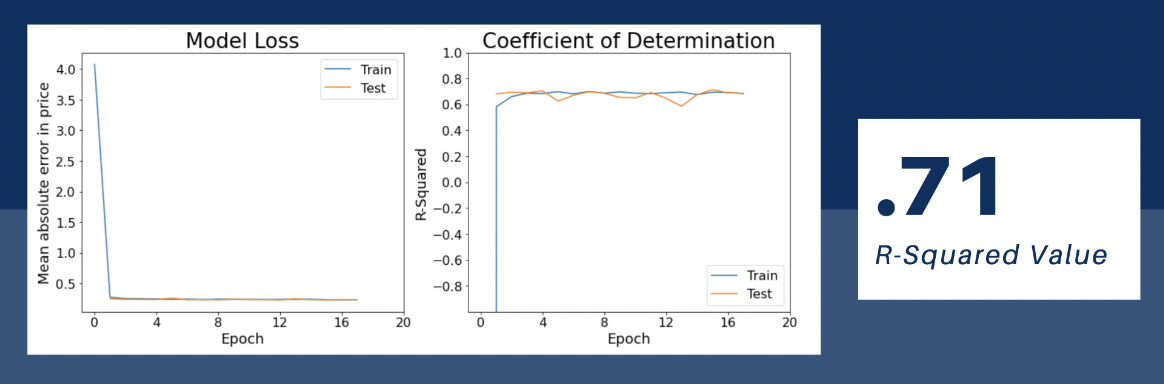 Model Loss
Mean absolute error in price
4.0
3.5
3.0
2.5
2.0
1.5
1.0
0.5
Train
Test
0 4 8 12 16 20
Epoch
Coefficient of Determination
R-Squared
1.0
0.8
0.6
0.4
0.2
0.0
−0.2
−0.4
−0.6
−0.8
Train
Test
0 4 8 12 16 20
Epoch
.71
R-Squared Value